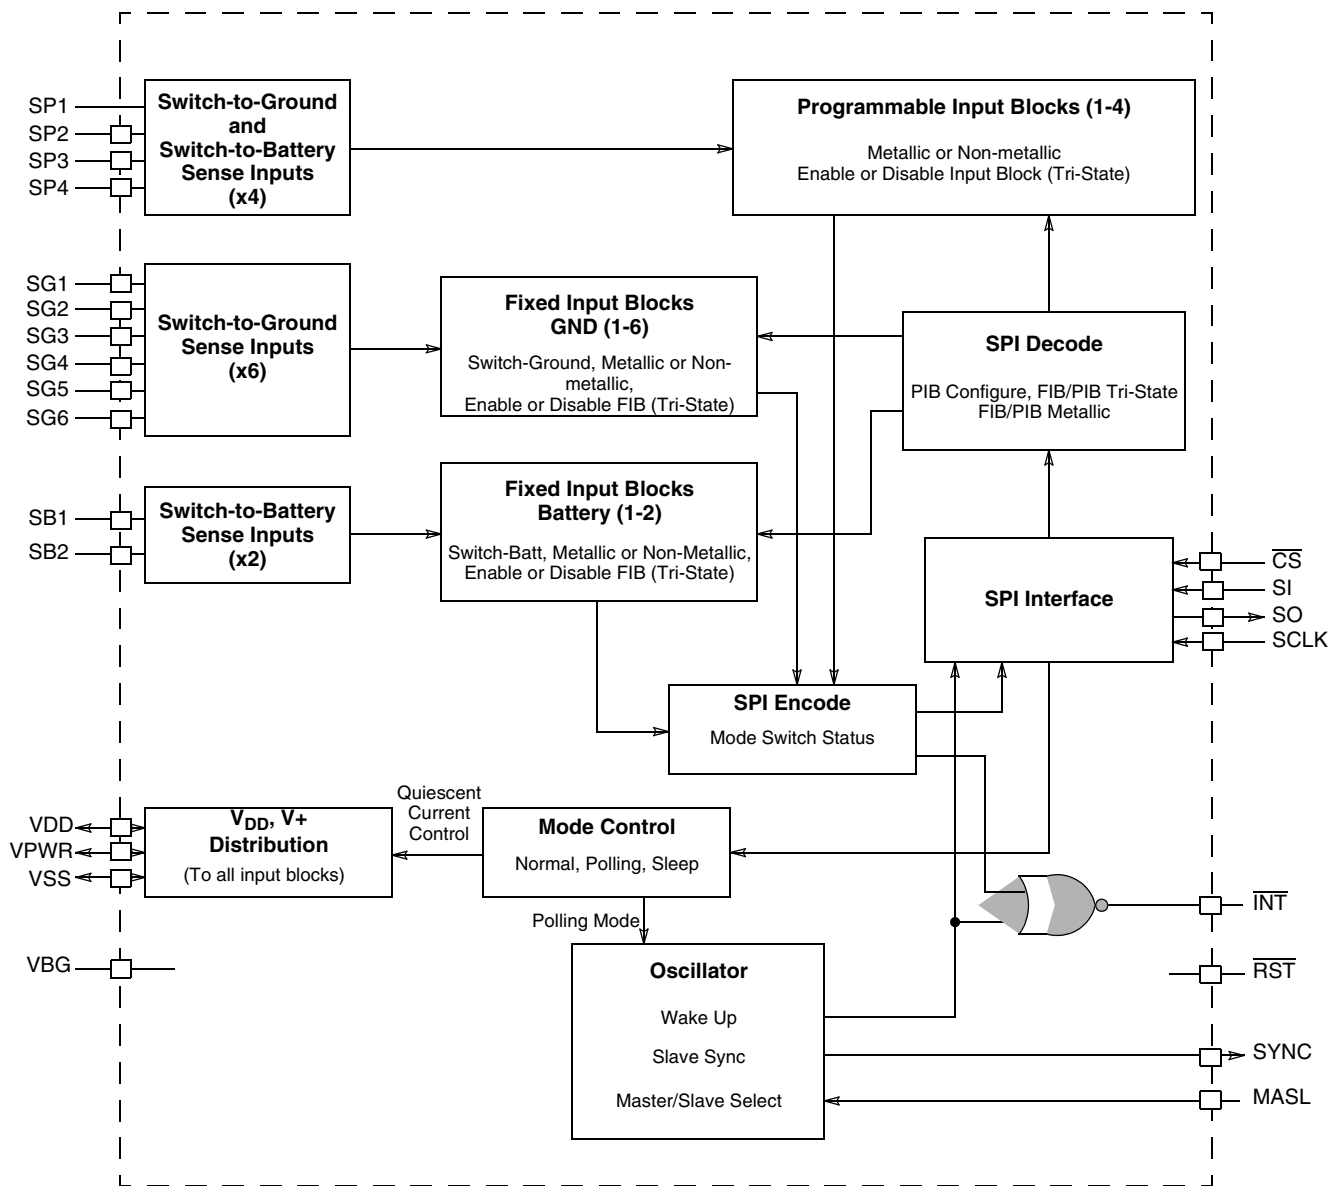 SP1
SP2
SP3
SP4
Switch-to-Ground
and
Switch-to-Battery
Sense Inputs
(x4)
Programmable Input Blocks (1-4)
Metallic or Non-metallic
Enable or Disable Input Block (Tri-State)
SG1
SG2
SG3
SG4
SG5
SG6
Switch-to-Ground
Sense Inputs
(x6)
Fixed Input Blocks
GND (1-6)
Switch-Ground, Metallic or Non-
metallic,
Enable or Disable FIB (Tri-State)
SPI Decode
PIB Configure, FIB/PIB Tri-State
FIB/PIB Metallic
SB1
SB2
Switch-to-Battery
Sense Inputs
(x2)
Fixed Input Blocks
Battery (1-2)
Switch-Batt, Metallic or Non-Metallic,
Enable or Disable FIB (Tri-State)
SPI Interface
C̅S̅
SI
SO
SCLK
SPI Encode
Mode Switch Status
VDD
VPWR
VSS
VDD, V+
Distribution
(To all input blocks)
Quiescent
Current
Control
Mode Control
Normal, Polling, Sleep
Polling Mode
I̅N̅T̅
VBG
Oscillator
Wake Up
Slave Sync
Master/Slave Select
R̅S̅T̅
SYNC
MASL